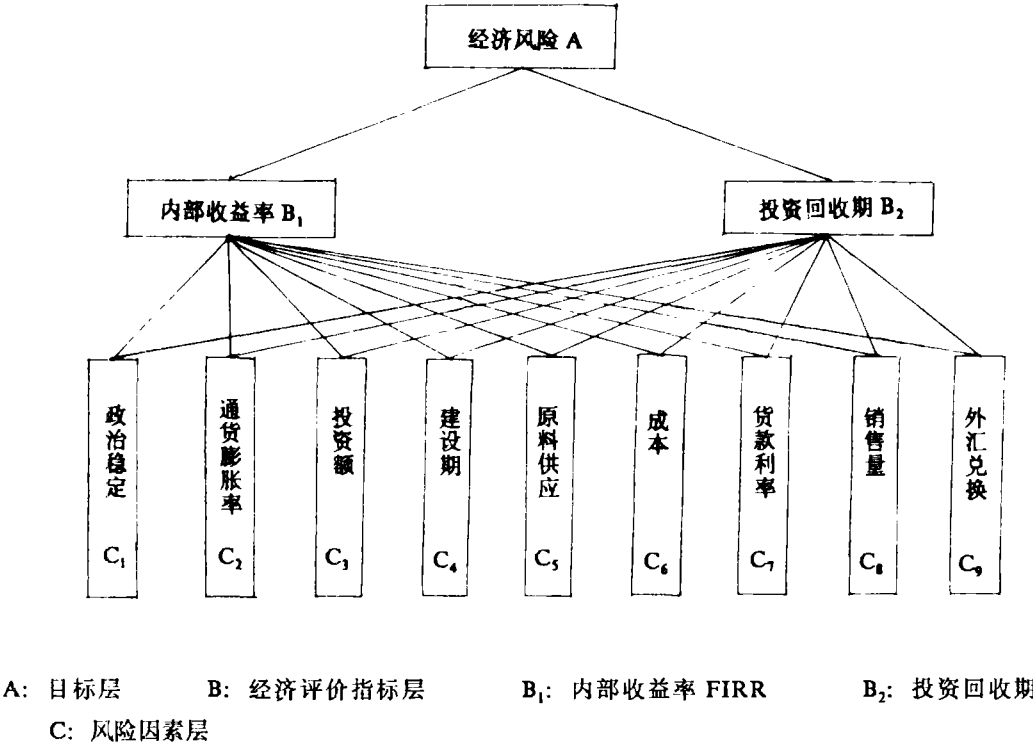 经济风险 A
内部收益率 B₁
投资回收期 B₂
政治稳定 C₁
通货膨胀率 C₂
投资额 C₃
建设期 C₄
原料供应 C₅
成本 C₆
货款利率 C₇
销售量 C₈
外汇兑换 C₉
A: 目标层 B: 经济评价指标层 B₁: 内部收益率 FIRR B₂: 投资回收期
C: 风险因素层